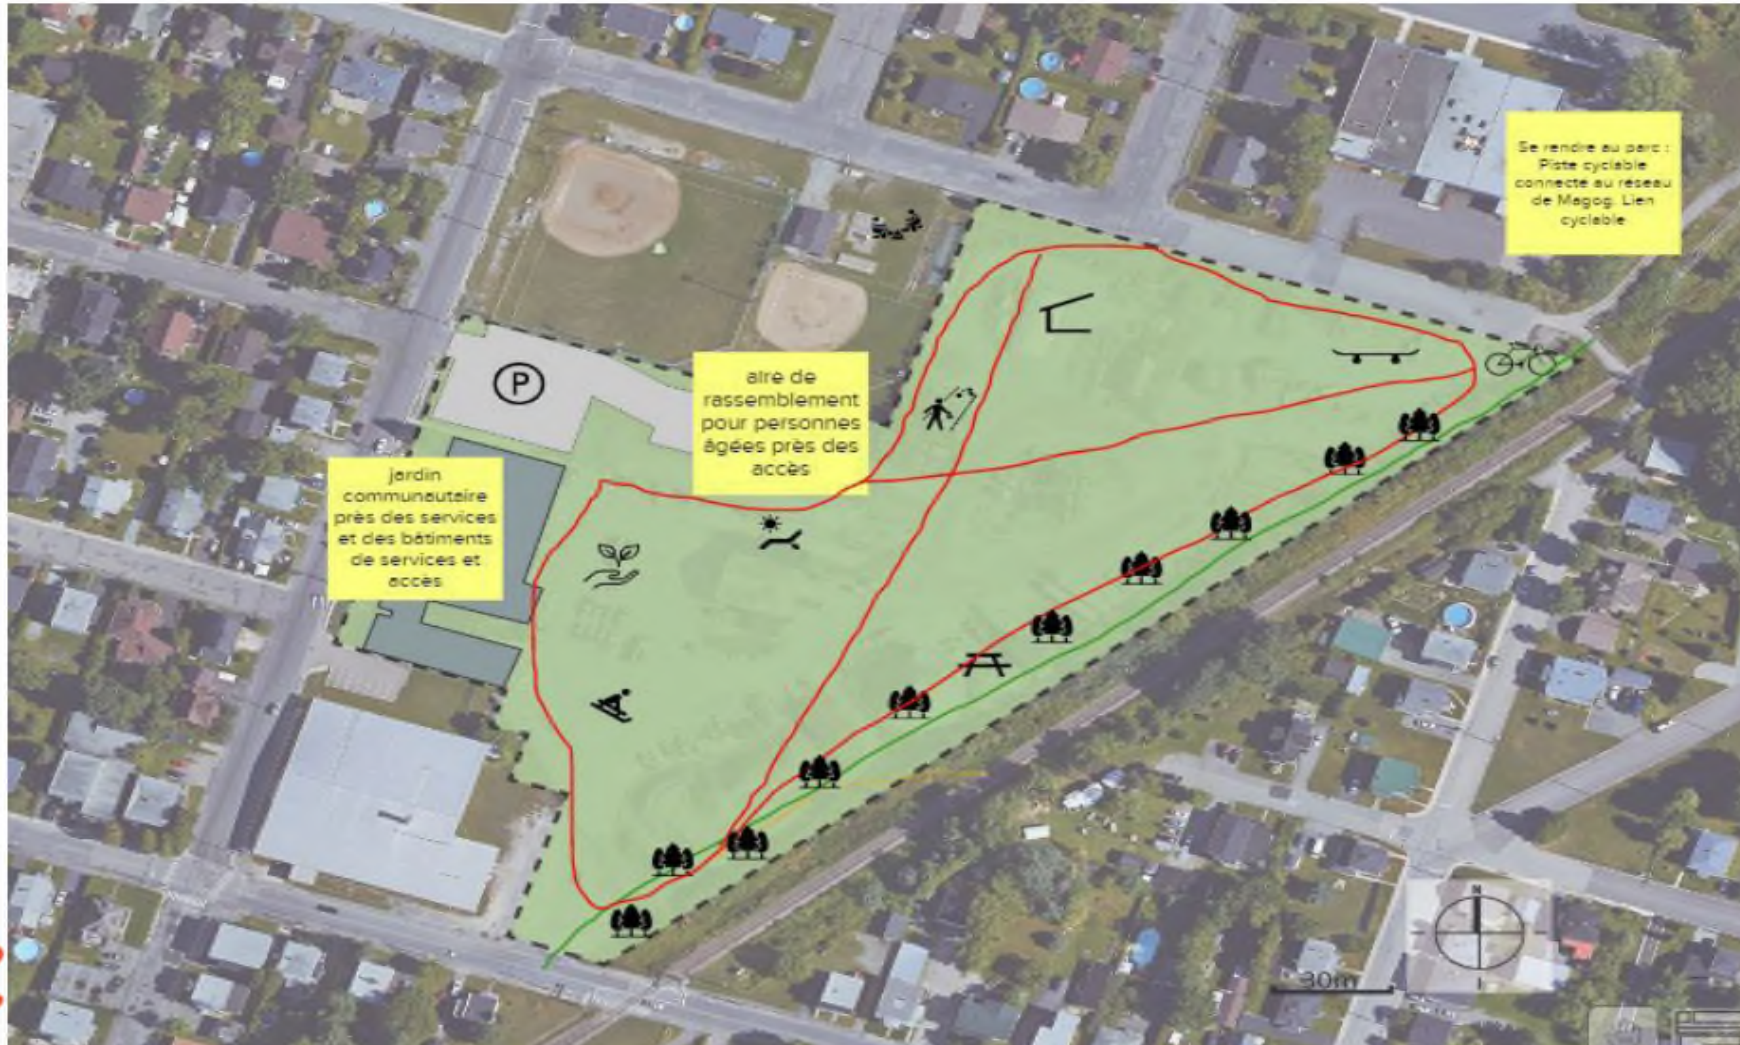 Se rendre au parc :
Piste cyclable
connecté au réseau
de Magog. Lien
cyclable
P
aire de
rassemblement
pour personnes
âgées près des
accès
jardin
communautaire
près des services
et des bâtiments
de services et
accès
N
30m